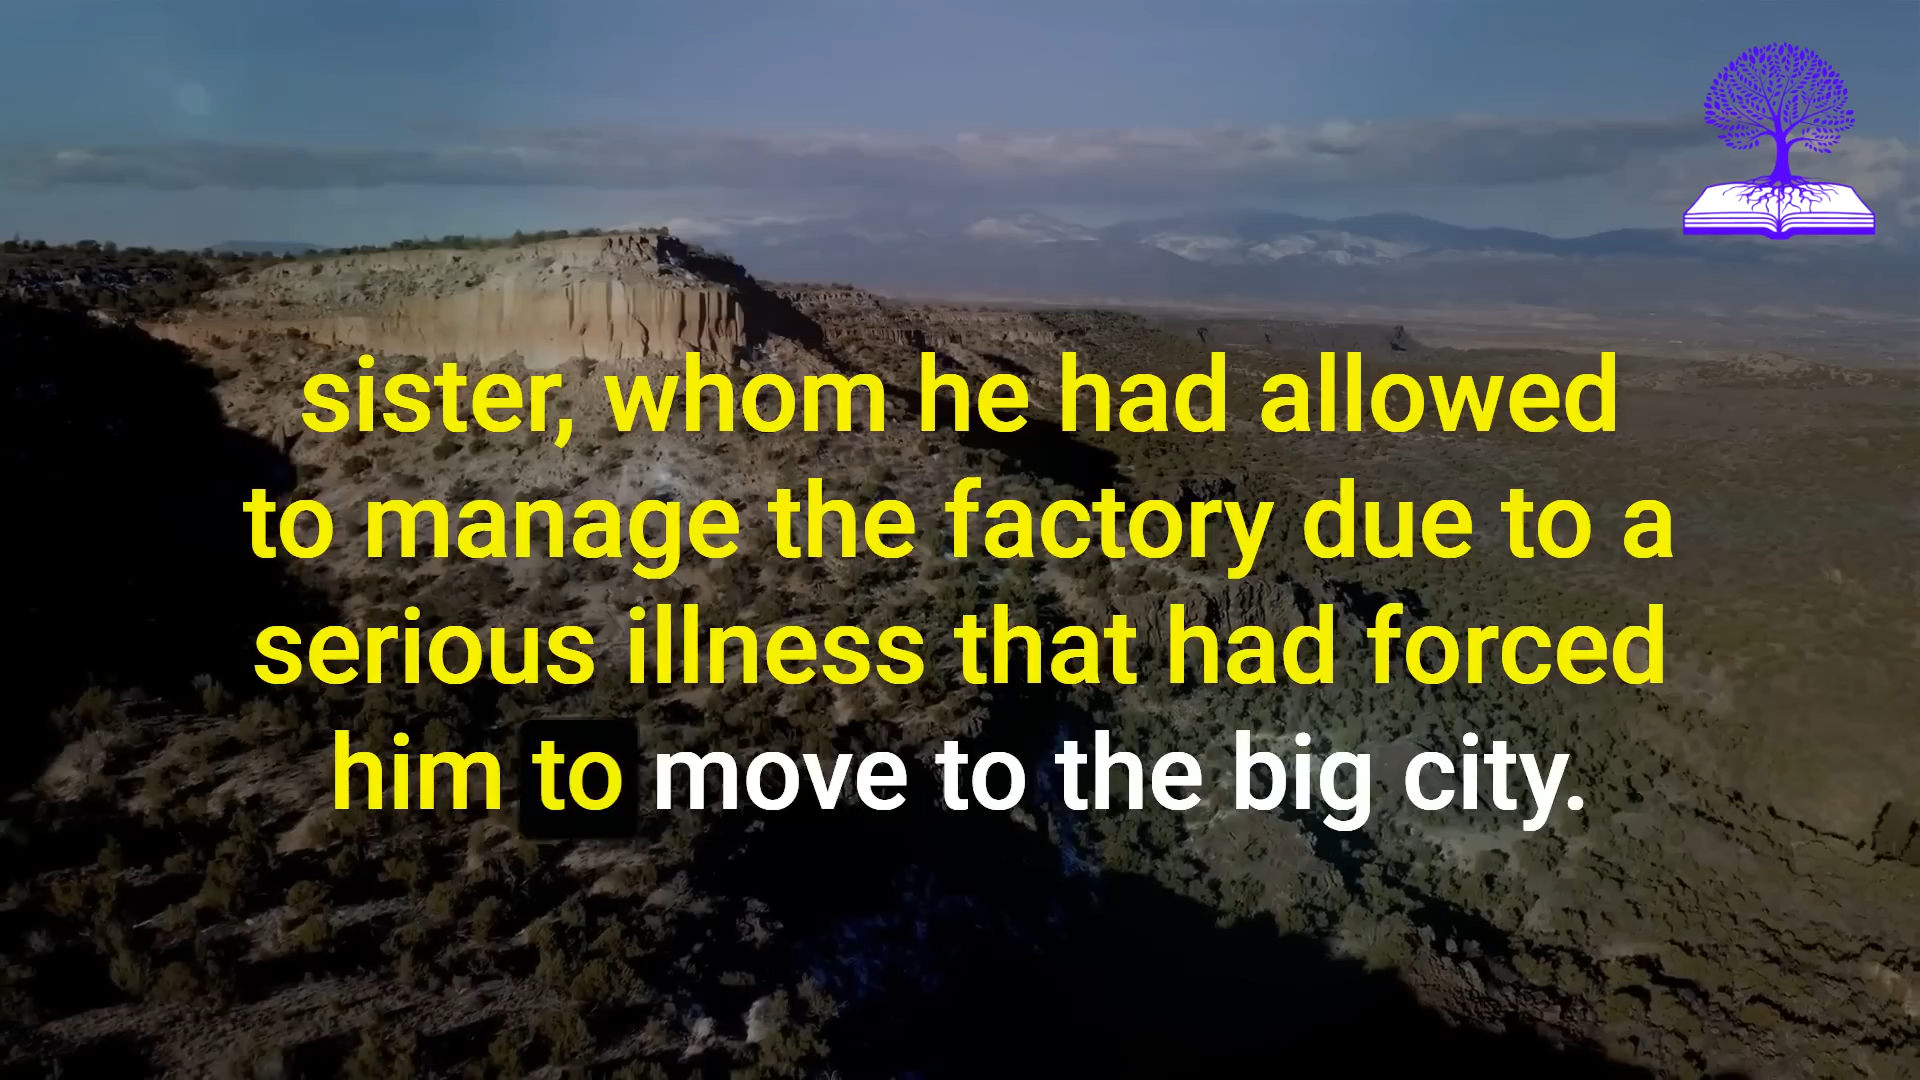 sister, whom he had allowed
to manage the factory due to a
serious illness that had forced
him to move to the big city.